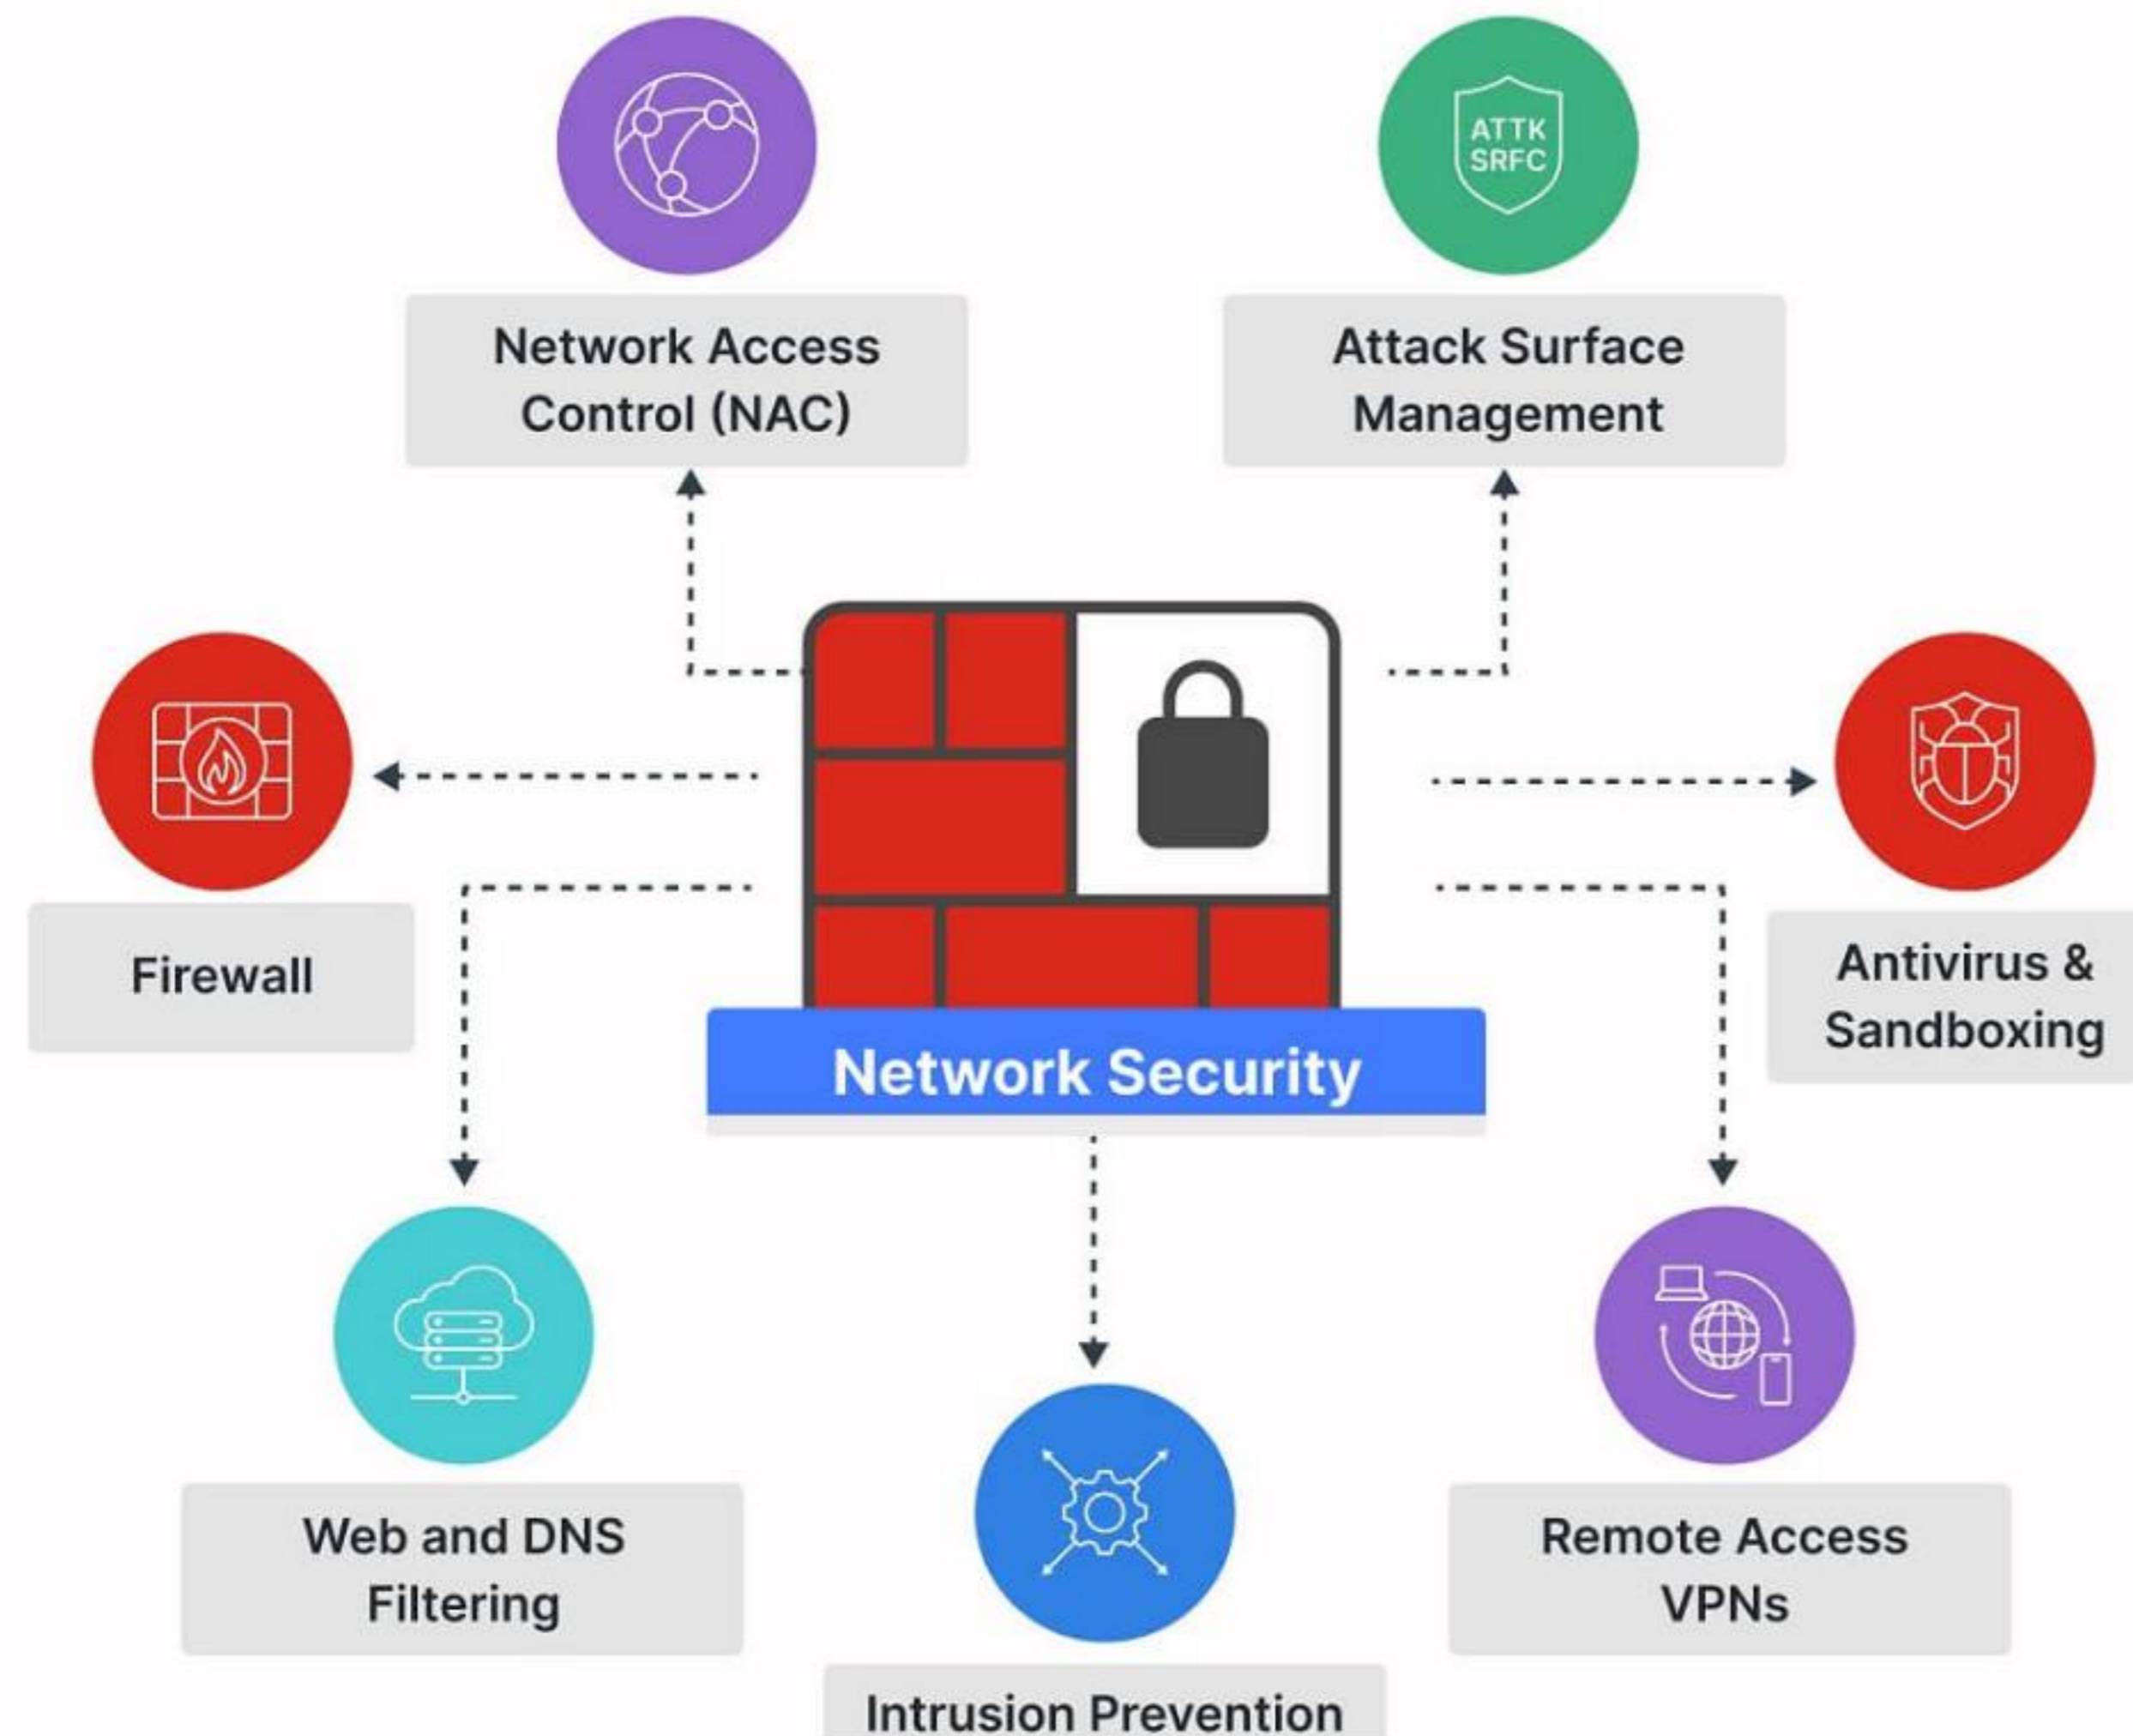 ATTK
SRFC
Network Access
Control (NAC)
Attack Surface
Management
Firewall
Antivirus &
Sandboxing
Network Security
Web and DNS
Filtering
Remote Access
VPNs
Intrusion Prevention